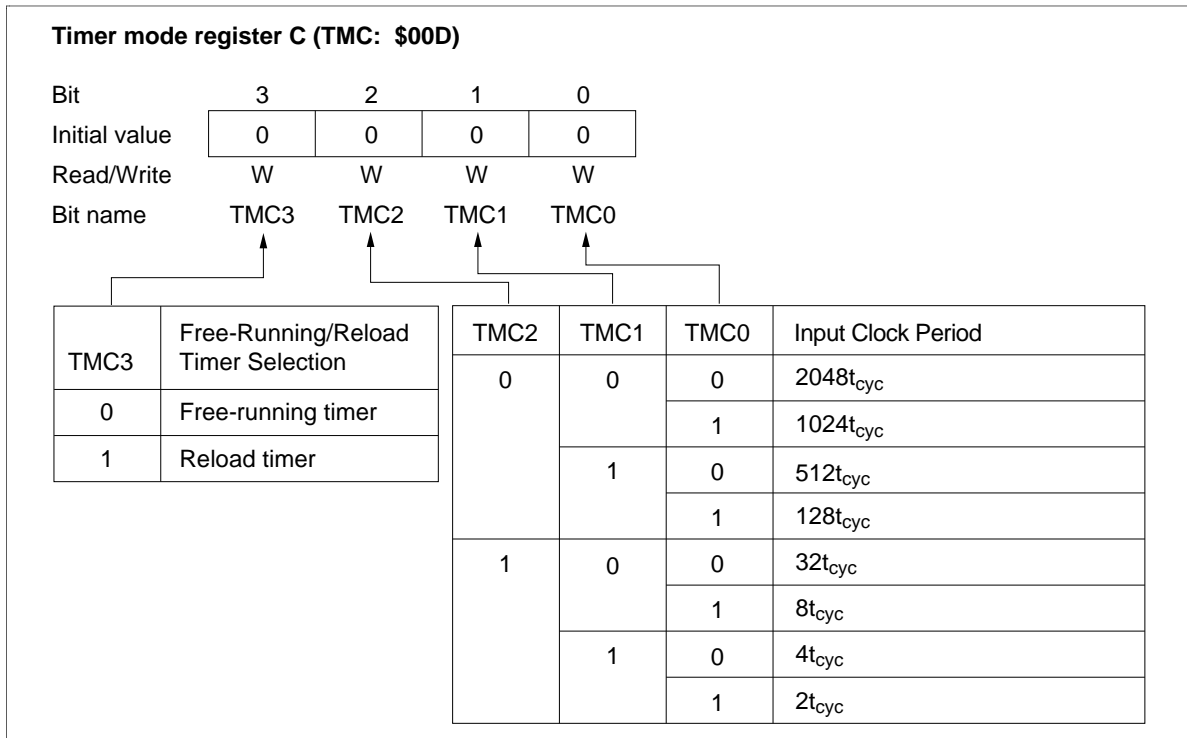 Timer mode register C (TMC: $00D)
Bit 3 2 1 0
Initial value 0 0 0 0
Read/Write W W W W
Bit name TMC3 TMC2 TMC1 TMC0
TMC3 Free-Running/Reload
Timer Selection
0 Free-running timer
1 Reload timer
TMC2 TMC1 TMC0 Input Clock Period
0 0 0 2048tcyc
1 1024tcyc
1 0 512tcyc
1 128tcyc
1 0 0 32tcyc
1 8tcyc
1 0 4tcyc
1 2tcyc